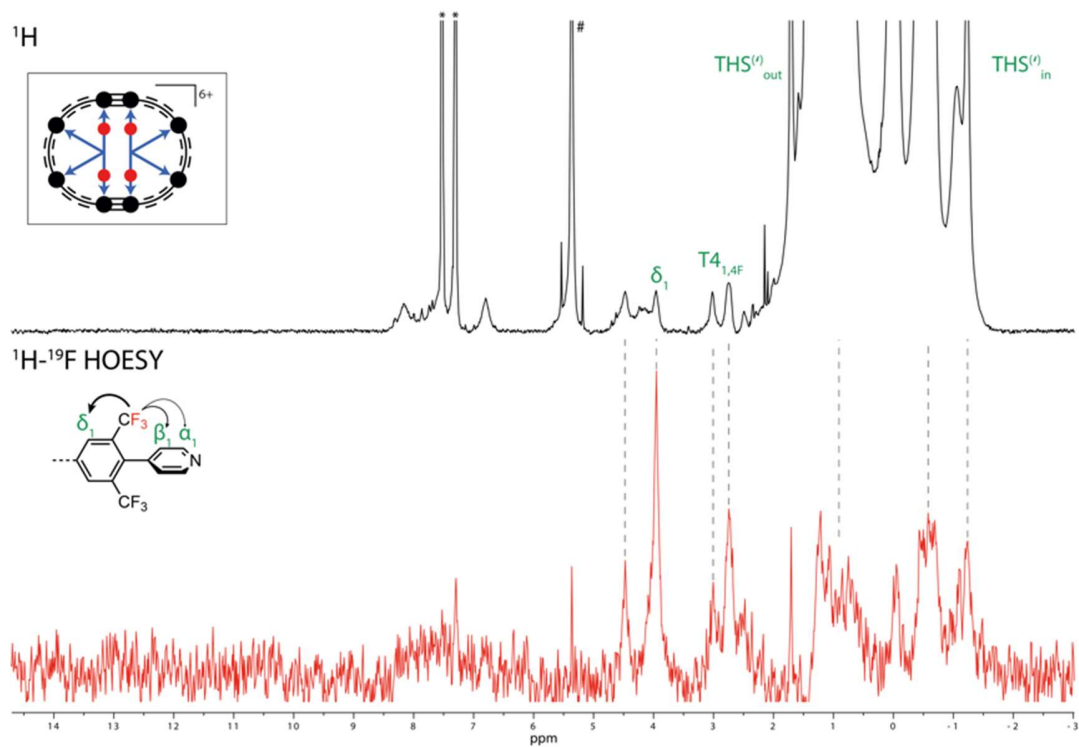 * *
#
¹H
THS⁽′⁾out
THS⁽′⁾in
6+
δ₁
T4₁,₄F
¹H-¹⁹F HOESY
δ₁
CF₃
β₁ α₁
N
CF₃
14 13 12 11 10 9 8 7 6 5 4 3 2 1 0 -1 -2 -3
ppm